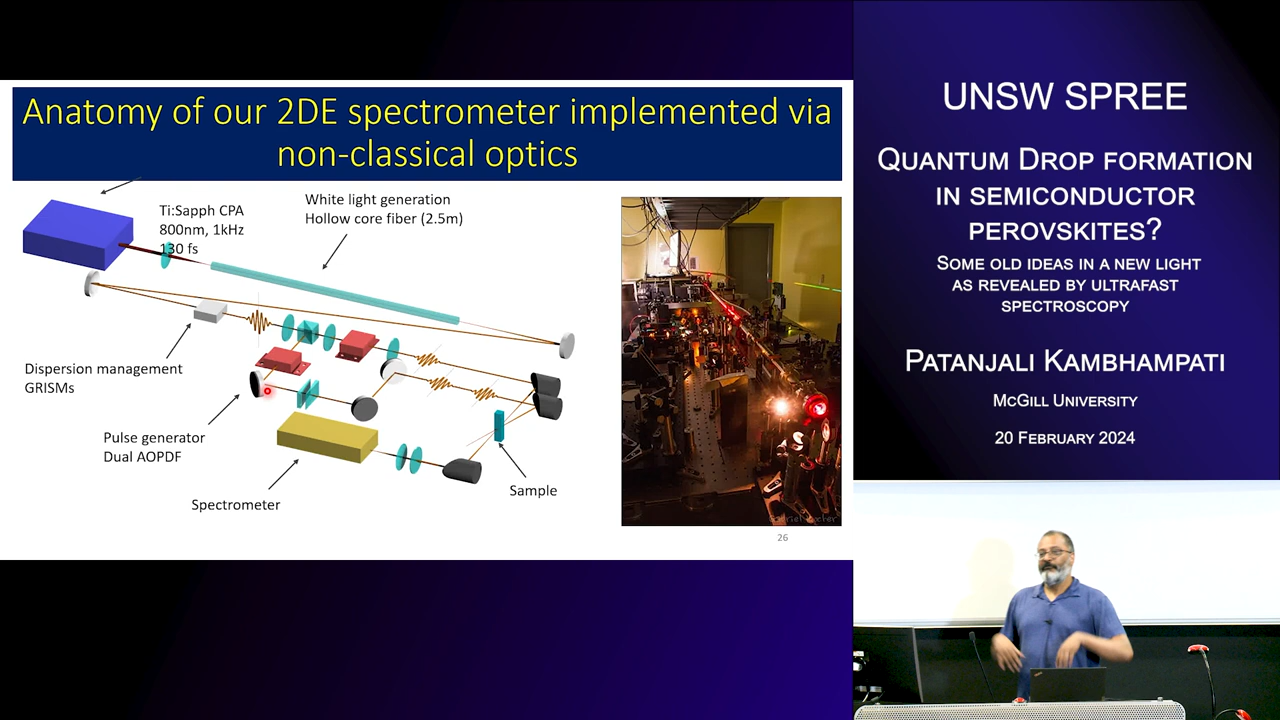 Anatomy of our 2DE spectrometer implemented via
non-classical optics
Ti:Sapph CPA
800nm, 1kHz
130 fs
White light generation
Hollow core fiber (2.5m)
Dispersion management
GRISMs
Pulse generator
Dual AOPDF
Spectrometer
Sample
26
UNSW SPREE
QUANTUM DROP FORMATION
IN SEMICONDUCTOR
PEROVSKITES?
SOME OLD IDEAS IN A NEW LIGHT
AS REVEALED BY ULTRAFAST
SPECTROSCOPY
PATANJALI KAMBHAMPATI
MCGILL UNIVERSITY
20 FEBRUARY 2024